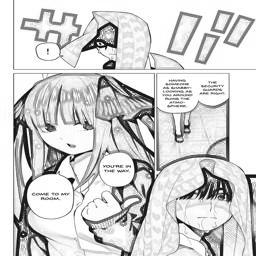 !
HAVING
SOMEONE
AS SHABBY-
LOOKING AS
YOU AROUND
RUINS THE
ATMO-
SPHERE.
THE
SECURITY
GUARDS
ARE RIGHT.
YOU'RE IN
THE WAY.
COME TO MY
ROOM.